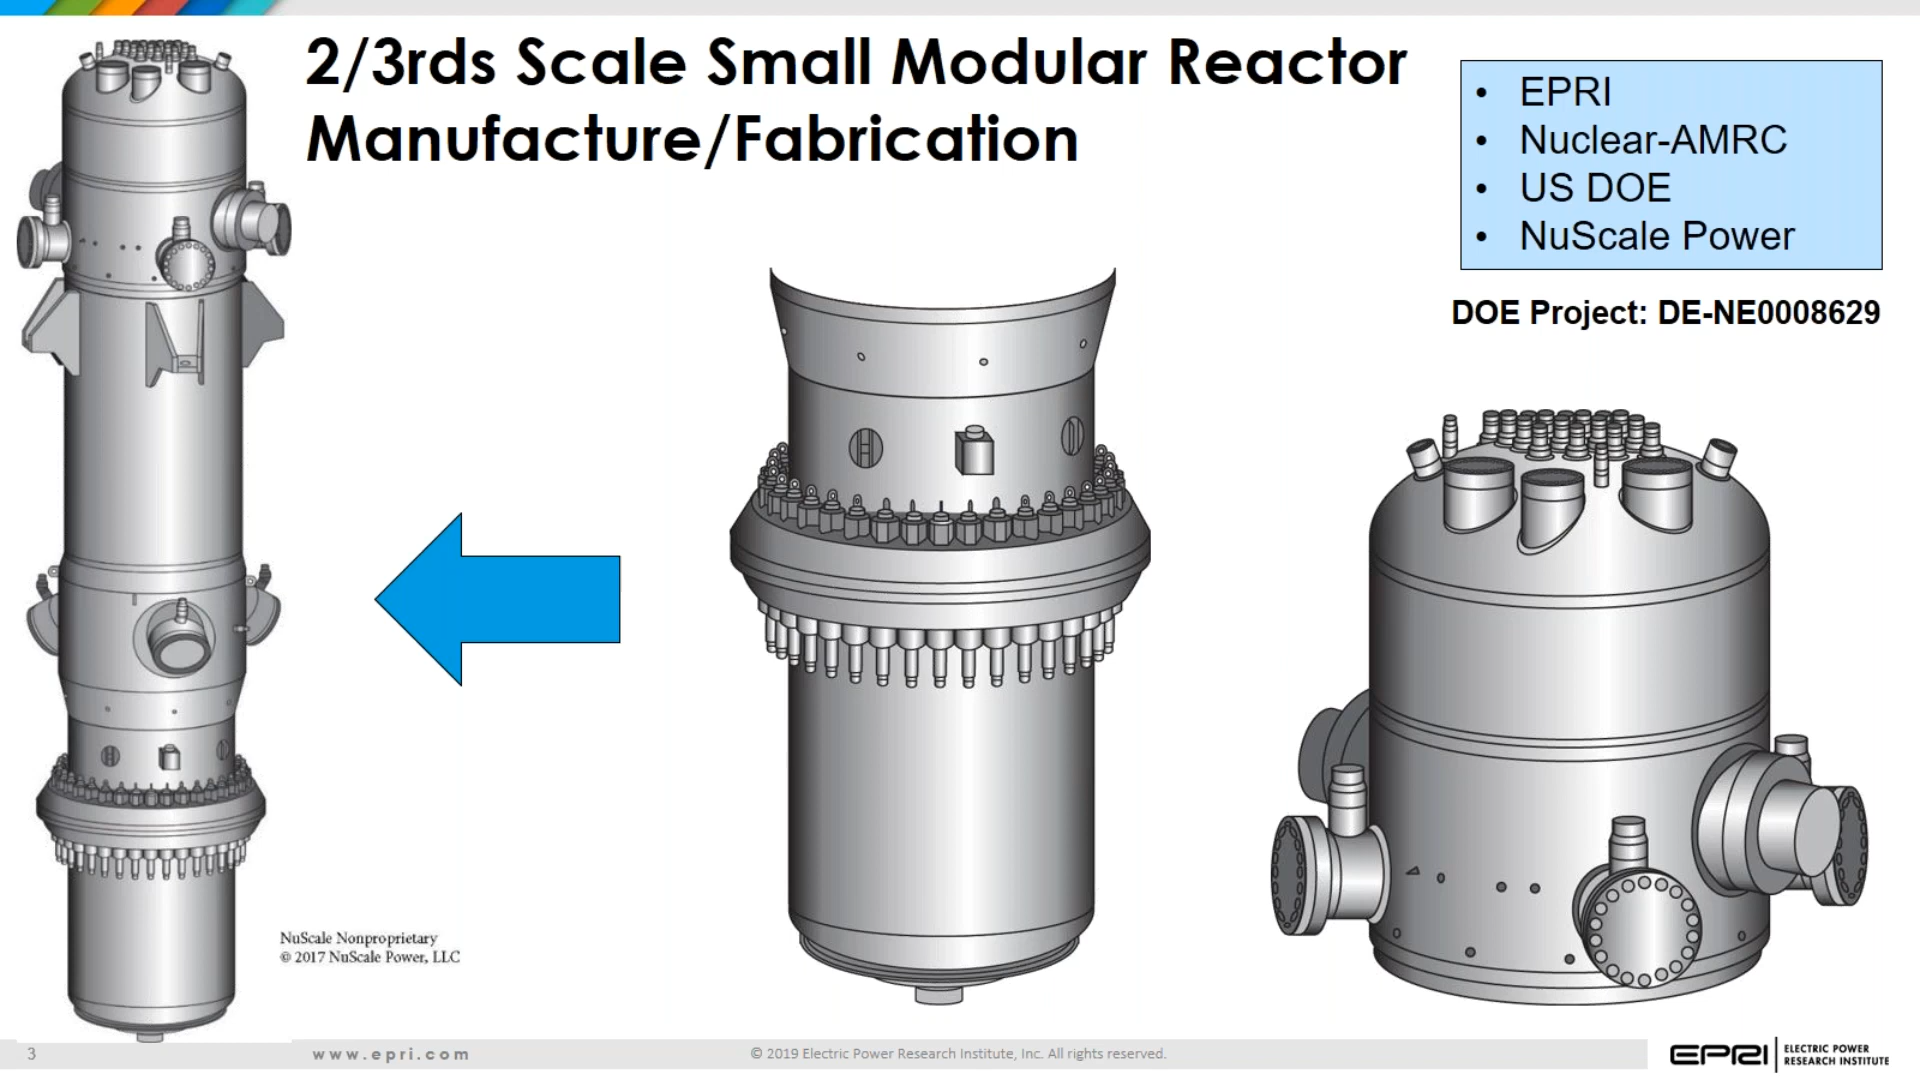 2/3rds Scale Small Modular Reactor
Manufacture/Fabrication
• EPRI
• Nuclear-AMRC
• US DOE
• NuScale Power
DOE Project: DE-NE0008629
NuScale Nonproprietary
© 2017 NuScale Power, LLC
3
www.epri.com
© 2019 Electric Power Research Institute, Inc. All rights reserved.
EPRI
ELECTRIC POWER
RESEARCH INSTITUTE